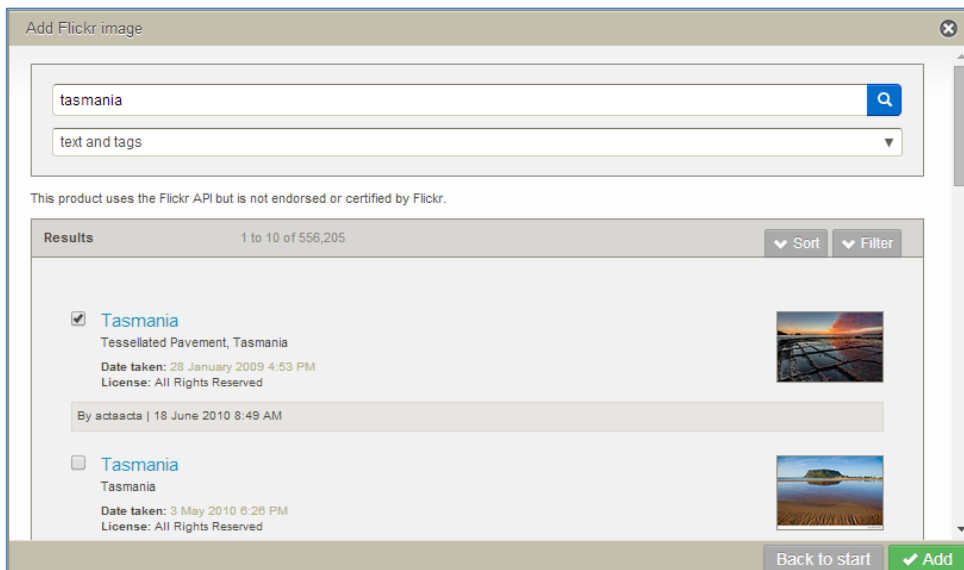 Add Flickr image
tasmania
text and tags
This product uses the Flickr API but is not endorsed or certified by Flickr.
Results 1 to 10 of 556,205 Sort Filter
Tasmania
Tessellated Pavement, Tasmania
Date taken: 28 January 2009 4:53 PM
License: All Rights Reserved
By actaacta | 18 June 2010 8:49 AM
Tasmania
Tasmania
Date taken: 3 May 2010 6:26 PM
License: All Rights Reserved
Back to start Add